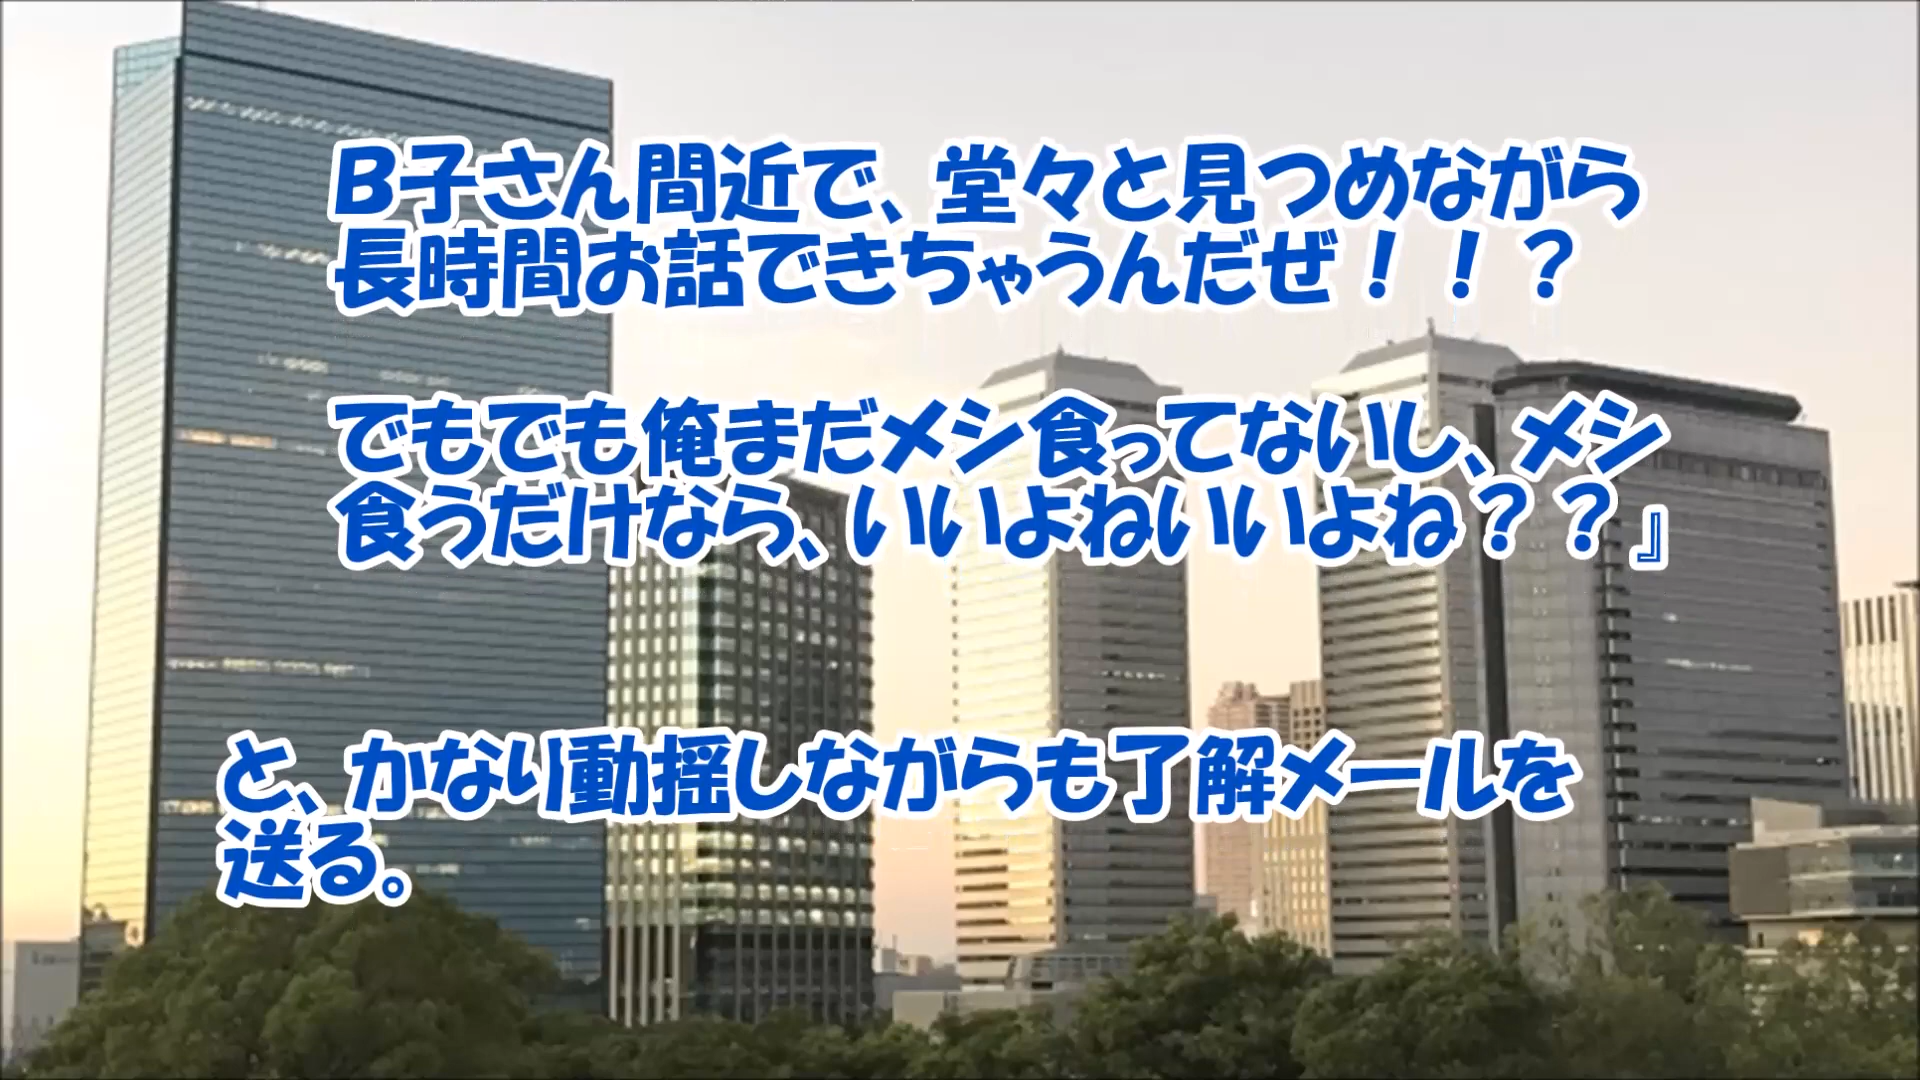 B子さん間近で、堂々と見つめながら
長時間お話できちゃうんだぜ！！？
でもでも俺まだメシ食ってないし、メシ
食うだけなら、いいよねいいよね？？』
と、かなり動揺しながらも了解メールを
送る。